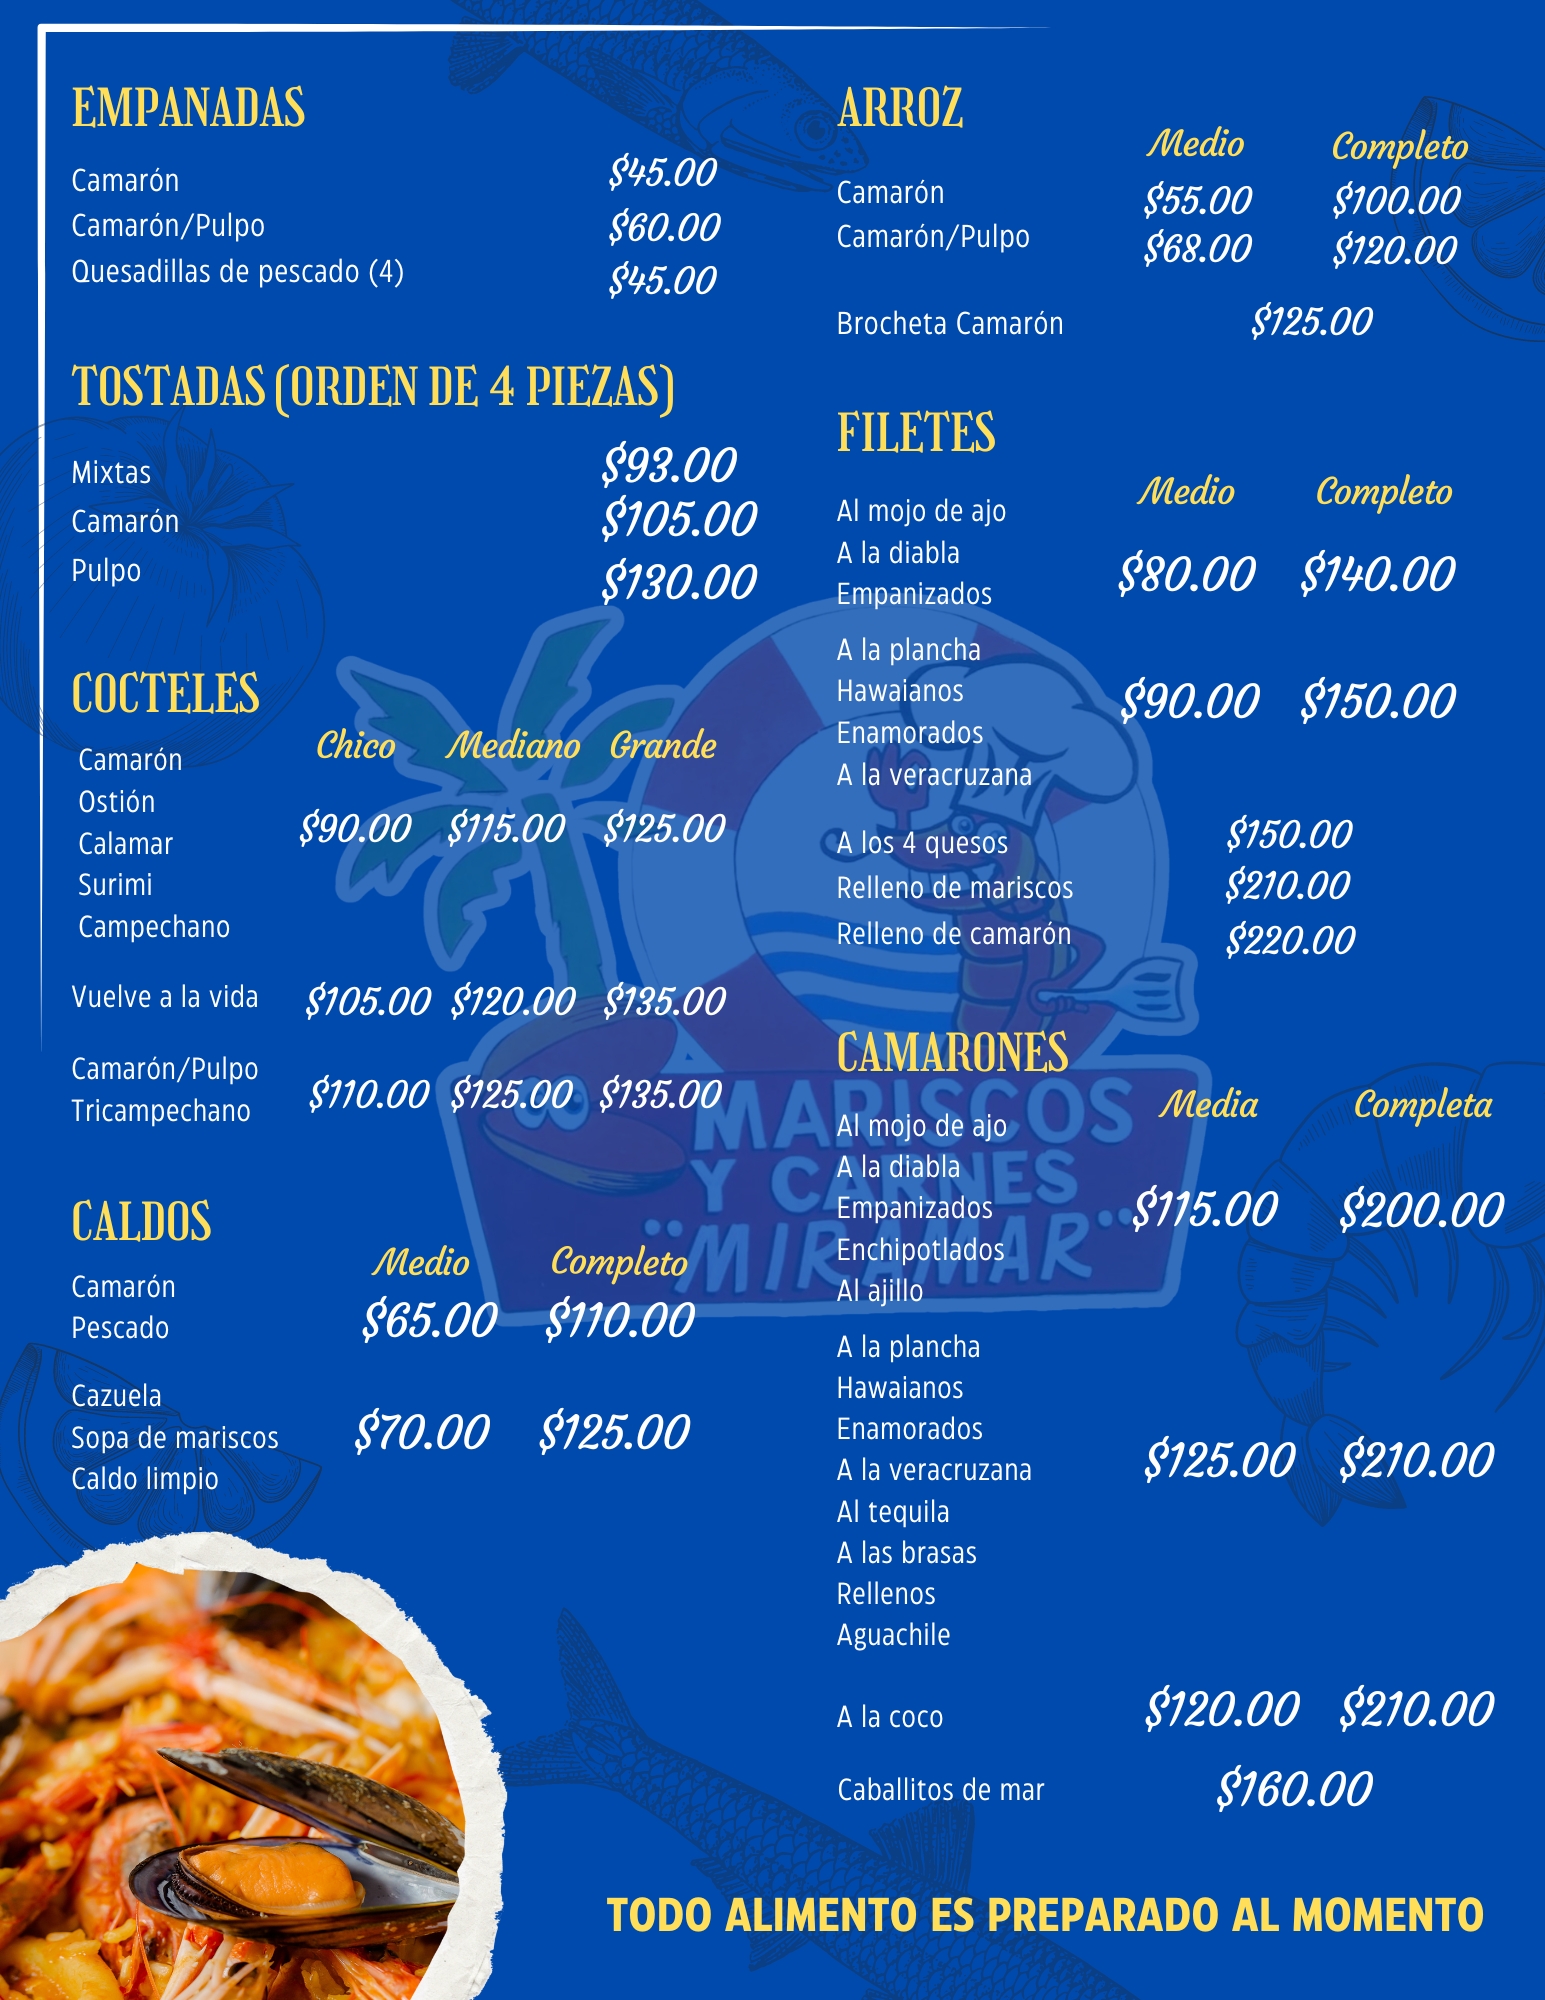 EMPANADAS
Camarón $45.00
Camarón/Pulpo $60.00
Quesadillas de pescado (4) $45.00
TOSTADAS (ORDEN DE 4 PIEZAS)
Mixtas $93.00
Camarón $105.00
Pulpo $130.00
COCTELES
Chico Mediano Grande
Camarón
Ostión
Calamar $90.00 $115.00 $125.00
Surimi
Campechano
Vuelve a la vida $105.00 $120.00 $135.00
Camarón/Pulpo
$110.00 $125.00 $135.00
Tricampechano
CALDOS
Medio Completo
Camarón
$65.00 $110.00
Pescado
Cazuela
Sopa de mariscos $70.00 $125.00
Caldo limpio
ARROZ
Medio Completo
Camarón $55.00 $100.00
Camarón/Pulpo $68.00 $120.00
Brocheta Camarón $125.00
FILETES
Medio Completo
Al mojo de ajo
A la diabla $80.00 $140.00
Empanizados
A la plancha
Hawaianos $90.00 $150.00
Enamorados
A la veracruzana
A los 4 quesos $150.00
Relleno de mariscos $210.00
Relleno de camarón $220.00
CAMARONES
Media Completa
Al mojo de ajo
A la diabla
Empanizados $115.00 $200.00
Enchipotlados
Al ajillo
A la plancha
Hawaianos
Enamorados
A la veracruzana $125.00 $210.00
Al tequila
A las brasas
Rellenos
Aguachile
A la coco $120.00 $210.00
Caballitos de mar $160.00
MARISCOS
Y CARNES
"MIRAMAR"
TODO ALIMENTO ES PREPARADO AL MOMENTO